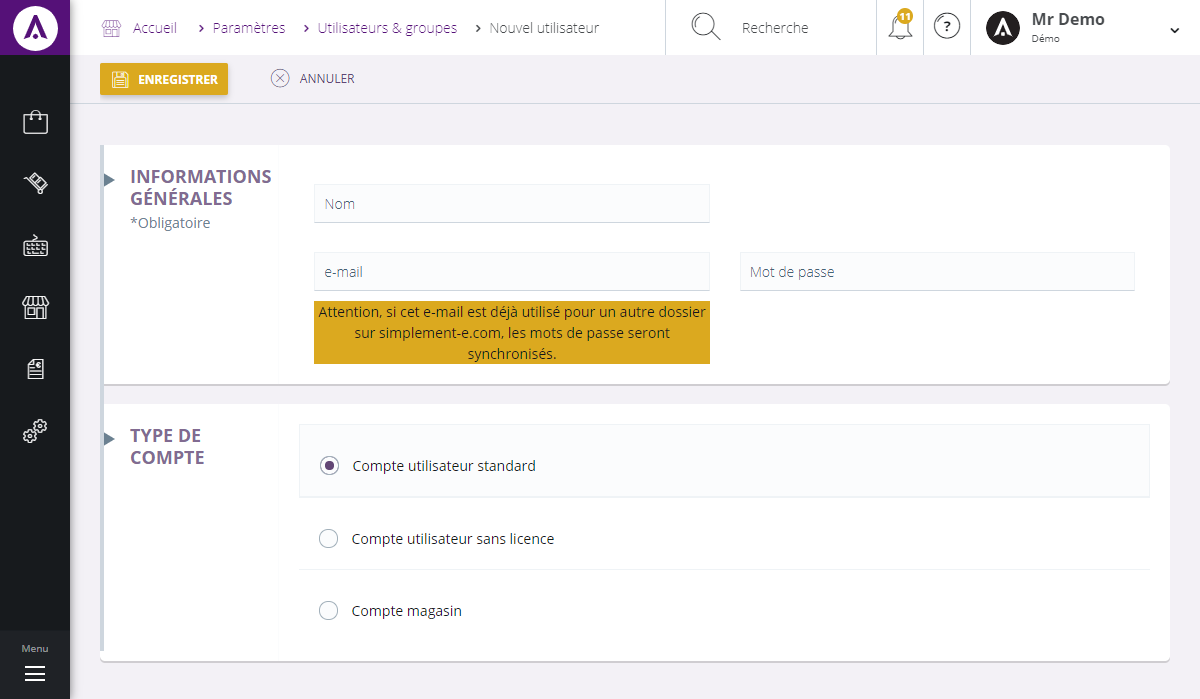 Accueil > Paramètres > Utilisateurs & groupes > Nouvel utilisateur
Recherche
11
?
Mr Demo
Démo
ENREGISTRER
ANNULER
INFORMATIONS
GÉNÉRALES
*Obligatoire
Nom
e-mail
Mot de passe
Attention, si cet e-mail est déjà utilisé pour un autre dossier
sur simplement-e.com, les mots de passe seront
synchronisés.
TYPE DE
COMPTE
Compte utilisateur standard
Compte utilisateur sans licence
Compte magasin
Menu